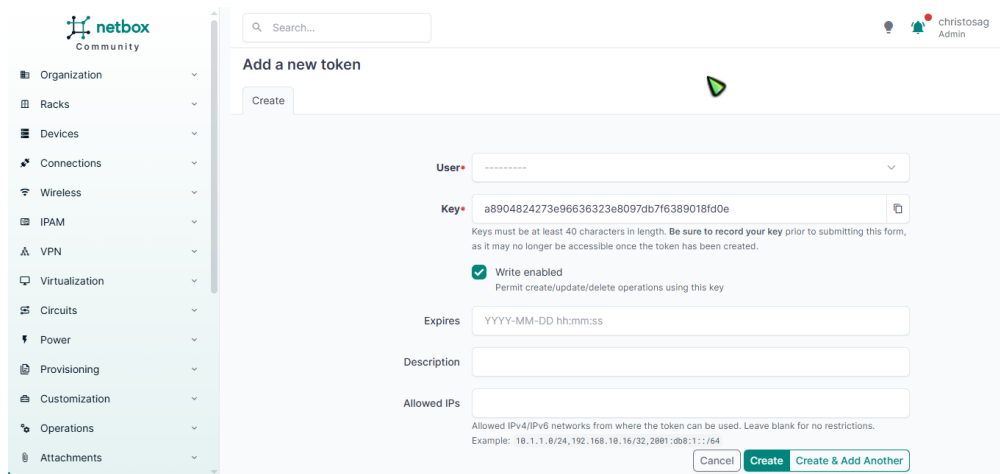 netbox
Community
Organization
Racks
Devices
Connections
Wireless
IPAM
VPN
Virtualization
Circuits
Power
Provisioning
Customization
Operations
Attachments
Search...
christosag
Admin
Add a new token
Create
User*
---------
Key*
a8904824273e96636323e8097db7f6389018fd0e
Keys must be at least 40 characters in length. Be sure to record your key prior to submitting this form,
as it may no longer be accessible once the token has been created.
Write enabled
Permit create/update/delete operations using this key
Expires
YYYY-MM-DD hh:mm:ss
Description
Allowed IPs
Allowed IPv4/IPv6 networks from where the token can be used. Leave blank for no restrictions.
Example: 10.1.1.0/24,192.168.10.16/32,2001:db8:1::/64
Cancel
Create
Create & Add Another